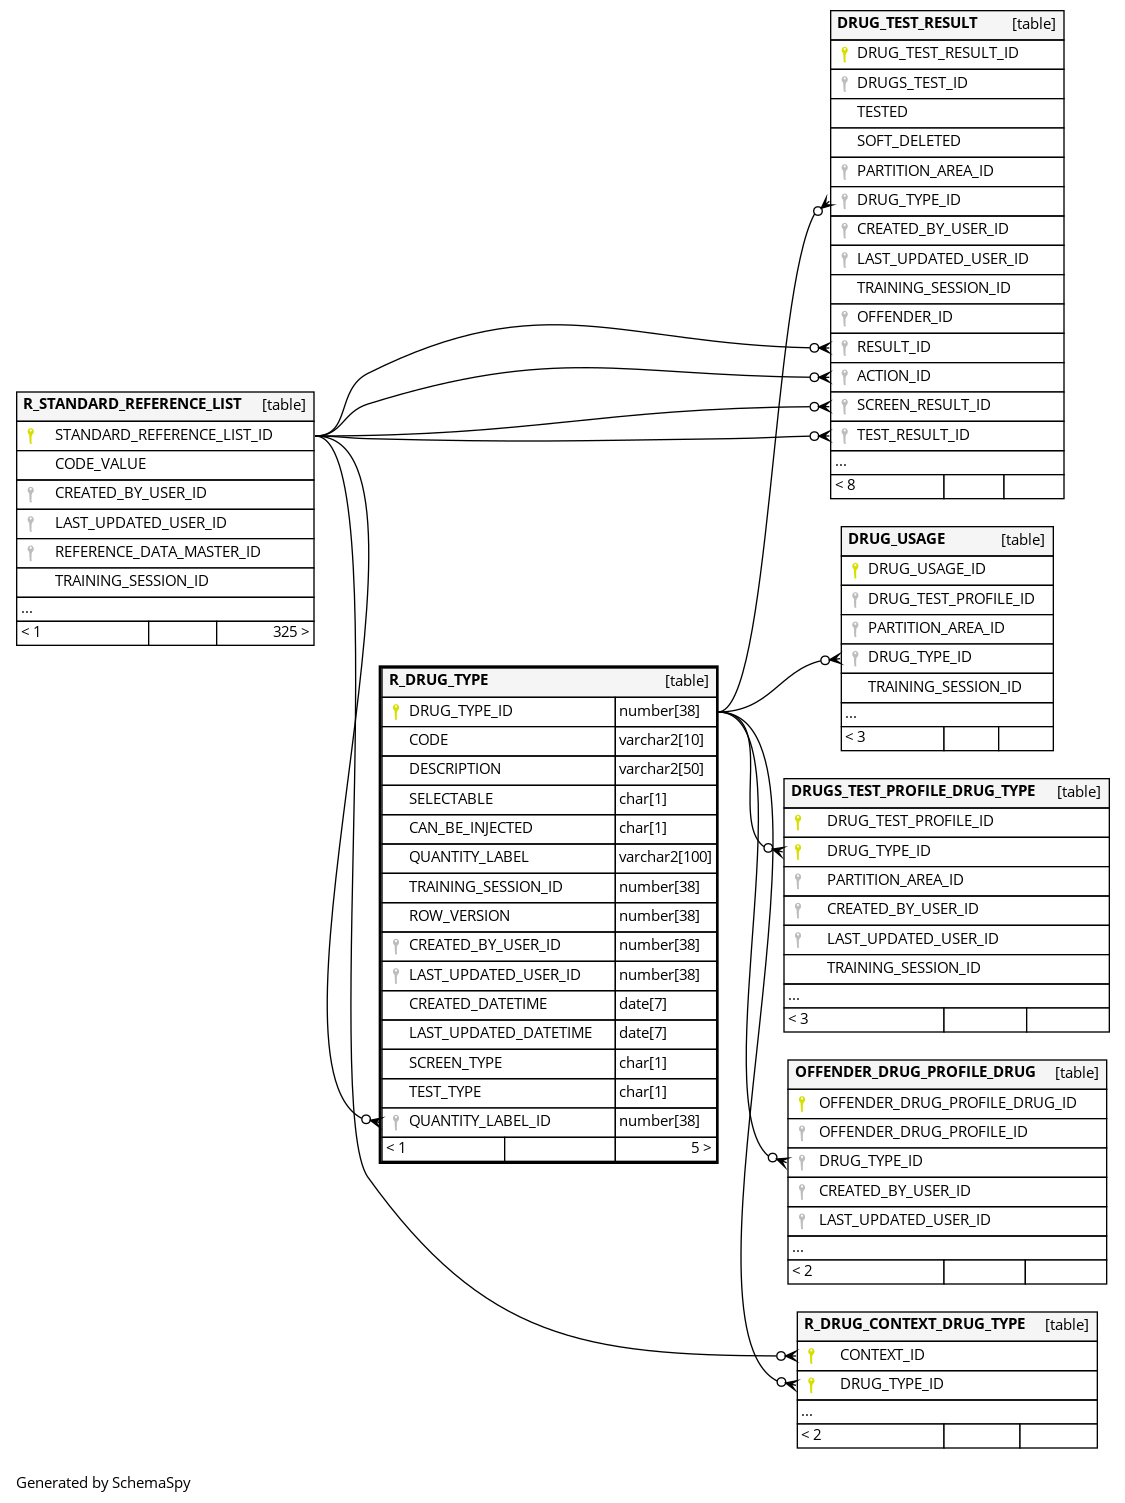 DRUG_TEST_RESULT [table]
DRUG_TEST_RESULT_ID
DRUGS_TEST_ID
TESTED
SOFT_DELETED
PARTITION_AREA_ID
DRUG_TYPE_ID
CREATED_BY_USER_ID
LAST_UPDATED_USER_ID
TRAINING_SESSION_ID
OFFENDER_ID
RESULT_ID
ACTION_ID
SCREEN_RESULT_ID
TEST_RESULT_ID
...
< 8
R_STANDARD_REFERENCE_LIST [table]
STANDARD_REFERENCE_LIST_ID
CODE_VALUE
CREATED_BY_USER_ID
LAST_UPDATED_USER_ID
REFERENCE_DATA_MASTER_ID
TRAINING_SESSION_ID
...
< 1 325 >
DRUG_USAGE [table]
DRUG_USAGE_ID
DRUG_TEST_PROFILE_ID
PARTITION_AREA_ID
DRUG_TYPE_ID
TRAINING_SESSION_ID
...
< 3
R_DRUG_TYPE [table]
DRUG_TYPE_ID number[38]
CODE varchar2[10]
DESCRIPTION varchar2[50]
SELECTABLE char[1]
CAN_BE_INJECTED char[1]
QUANTITY_LABEL varchar2[100]
TRAINING_SESSION_ID number[38]
ROW_VERSION number[38]
CREATED_BY_USER_ID number[38]
LAST_UPDATED_USER_ID number[38]
CREATED_DATETIME date[7]
LAST_UPDATED_DATETIME date[7]
SCREEN_TYPE char[1]
TEST_TYPE char[1]
QUANTITY_LABEL_ID number[38]
< 1 5 >
DRUGS_TEST_PROFILE_DRUG_TYPE [table]
DRUG_TEST_PROFILE_ID
DRUG_TYPE_ID
PARTITION_AREA_ID
CREATED_BY_USER_ID
LAST_UPDATED_USER_ID
TRAINING_SESSION_ID
...
< 3
OFFENDER_DRUG_PROFILE_DRUG [table]
OFFENDER_DRUG_PROFILE_DRUG_ID
OFFENDER_DRUG_PROFILE_ID
DRUG_TYPE_ID
CREATED_BY_USER_ID
LAST_UPDATED_USER_ID
...
< 2
R_DRUG_CONTEXT_DRUG_TYPE [table]
CONTEXT_ID
DRUG_TYPE_ID
...
< 2
Generated by SchemaSpy